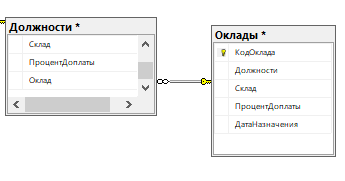 Должности *
Склад
ПроцентДоплаты
Оклад
Оклады *
КодОклада
Должности
Склад
ПроцентДоплаты
ДатаНазначения